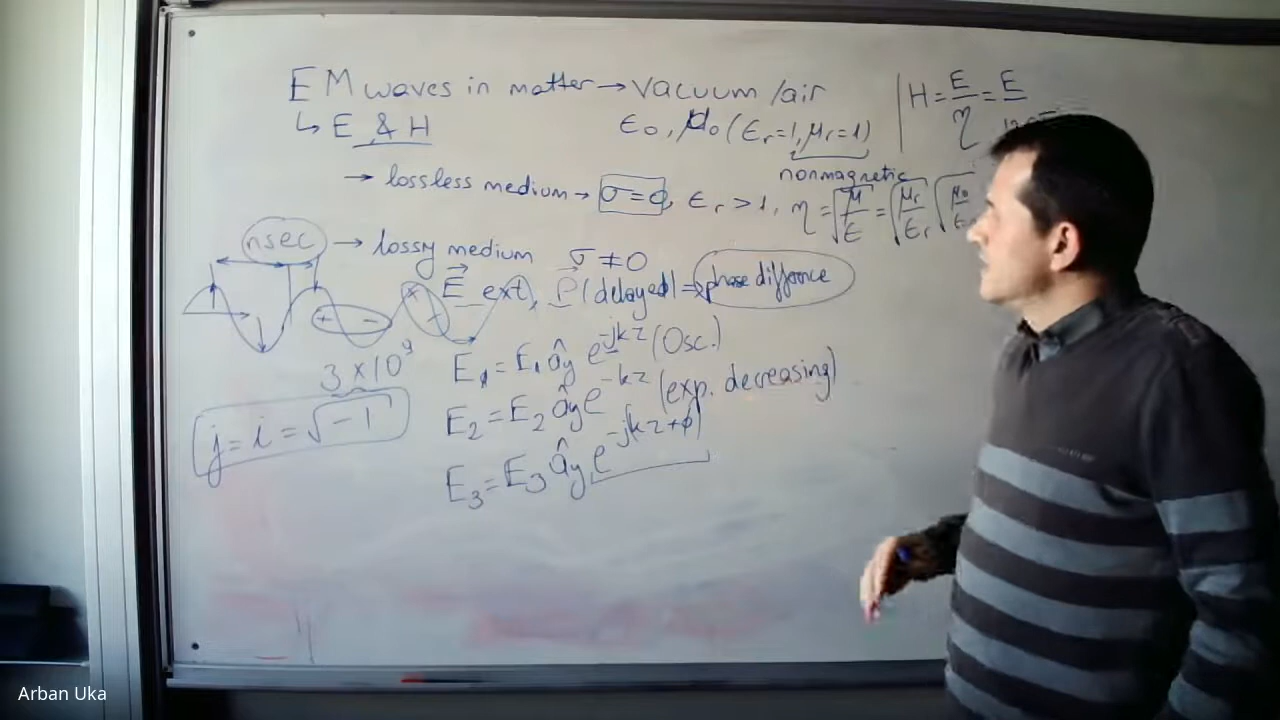 EM waves in matter → vacuum /air
↳ E & H
ε₀, μ₀ (εᵣ=1, μᵣ=1)
nonmagnetic
H = E/η = E/
→ lossless medium → σ = 0, εᵣ > 1, η = √(μ/ε) = √(μᵣ/εᵣ) √(μ₀/ε
nsec → lossy medium σ ≠ 0
E ext), P (delayed) → phase difference
+ -
3 × 10⁹
j = i = √-1
E₁ = E₁ ây e^-jkz (Osc.)
E₂ = E₂ ây e^-kz (exp. decreasing)
E₃ = E₃ ây e^-jkz+φ
Arban Uka